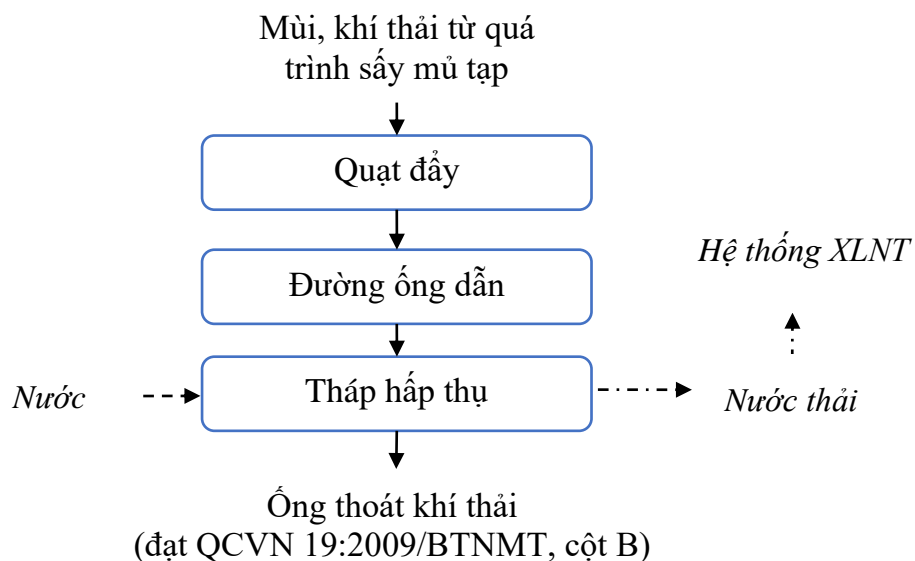 Mùi, khí thải từ quá
trình sấy mủ tạp
Quạt đẩy
Đường ống dẫn
Hệ thống XLNT
Nước
Tháp hấp thụ
Nước thải
Ống thoát khí thải
(đạt QCVN 19:2009/BTNMT, cột B)